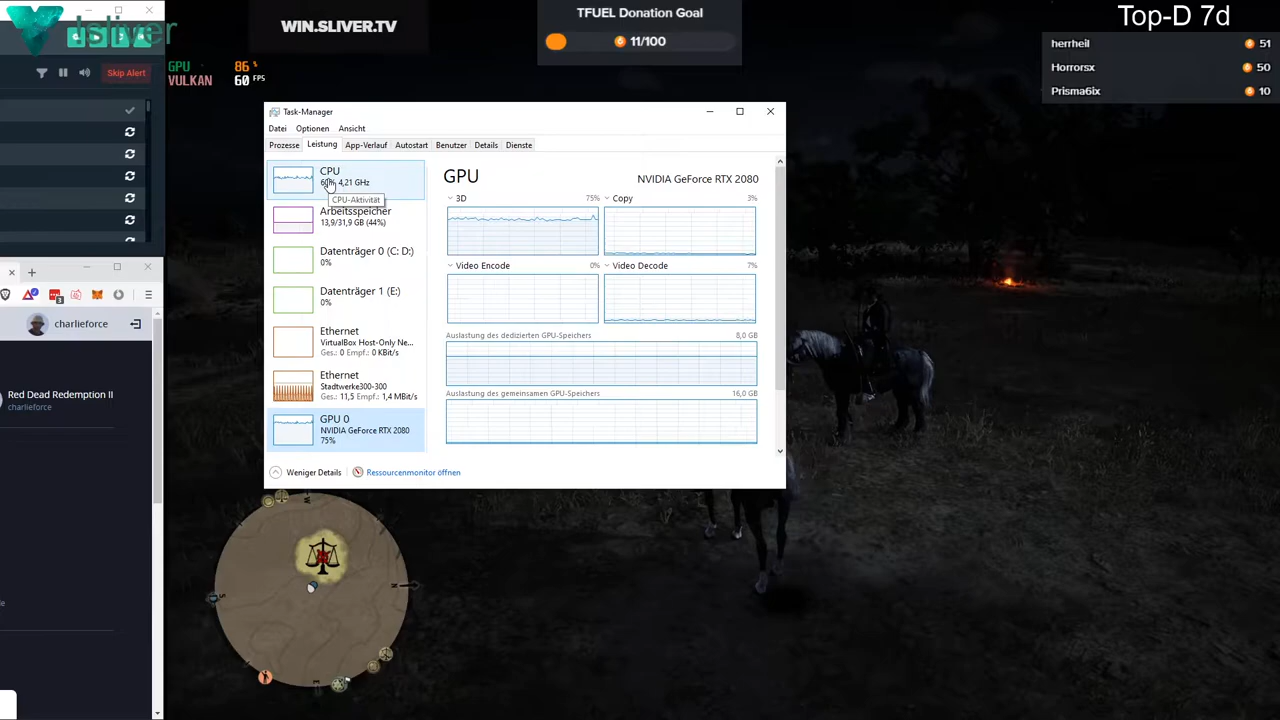 lsliver
WIN.SLIVER.TV
TFUEL Donation Goal
11/100
Top-D 7d
herrheil 51
Horrorsx 50
Prisma6ix 10
Skip Alert
GPU 86 %
VULKAN 60 FPS
Task-Manager
Datei Optionen Ansicht
Prozesse Leistung App-Verlauf Autostart Benutzer Details Dienste
CPU
4,21 GHz
CPU-Aktivität
Arbeitsspeicher
13,9/31,9 GB (44%)
Datenträger 0 (C: D:)
0%
Datenträger 1 (E:)
0%
Ethernet
VirtualBox Host-Only Ne...
Ges.: 0 Empf.: 0 KBit/s
Ethernet
Stadtwerke300-300
Ges.: 11,5 Empf.: 1,4 MBit/s
GPU 0
NVIDIA GeForce RTX 2080
75%
GPU NVIDIA GeForce RTX 2080
3D 75% Copy 3%
Video Encode 0% Video Decode 7%
Auslastung des dedizierten GPU-Speichers 8,0 GB
Auslastung des gemeinsamen GPU-Speichers 16,0 GB
Weniger Details Ressourcenmonitor öffnen
3
charlieforce
Red Dead Redemption II
charlieforce